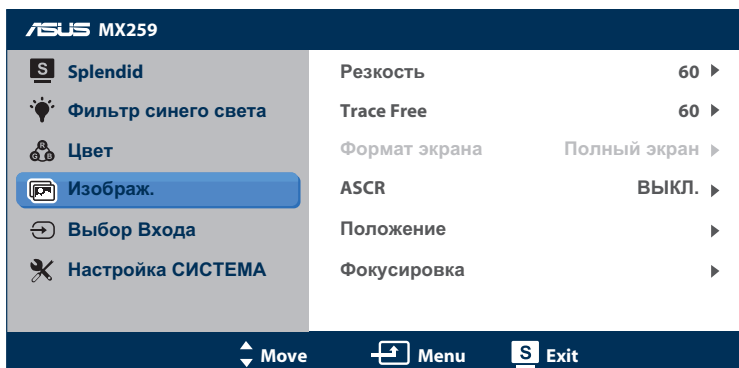 ASUS MX259
S Splendid
Фильтр синего света
R G B Цвет
Изображ.
Выбор Входа
Настройка СИСТЕМА
Резкость 60
Trace Free 60
Формат экрана Полный экран
ASCR ВЫКЛ.
Положение
Фокусировка
Move Menu S Exit